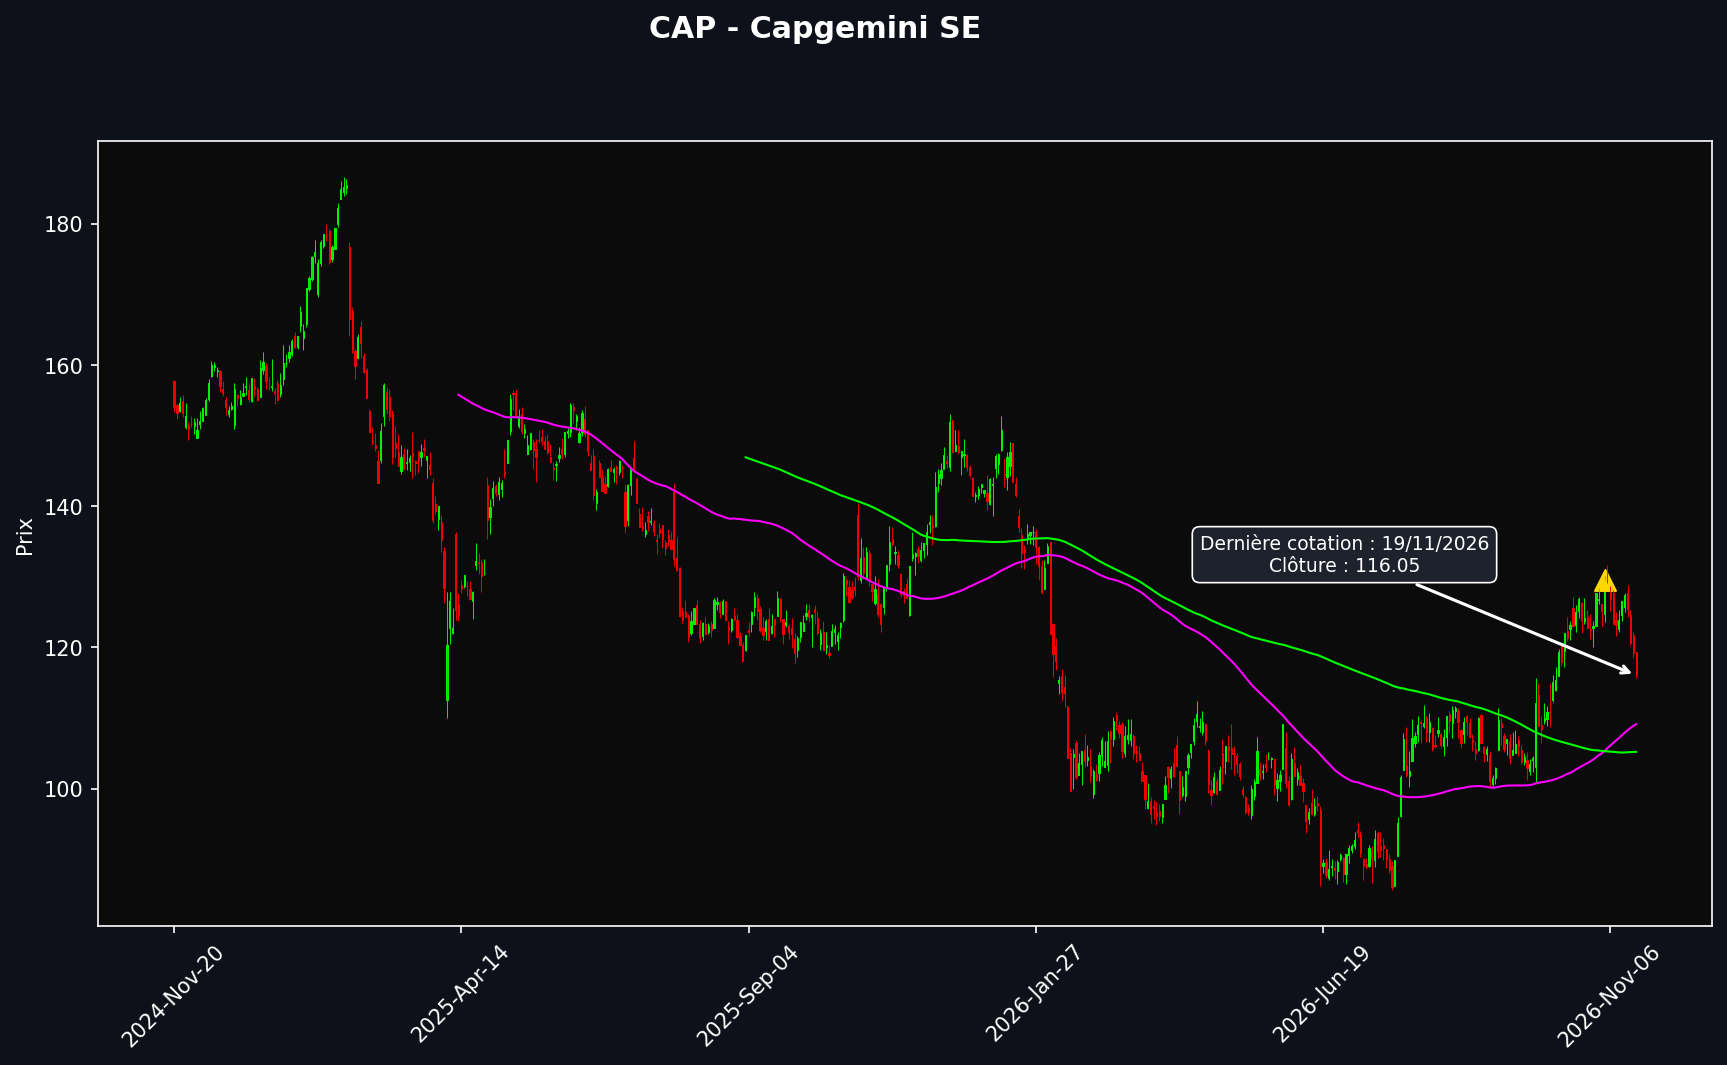 CAP - Capgemini SE
Prix
180
160
140
120
100
Dernière cotation : 19/11/2026
Clôture : 116.05
2024-Nov-20
2025-Apr-14
2025-Sep-04
2026-Jan-27
2026-Jun-19
2026-Nov-06